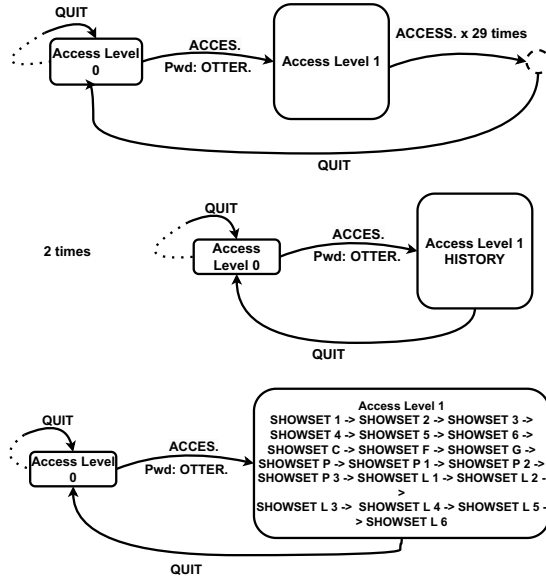 QUIT
Access Level
0
ACCES.
Pwd: OTTER.
Access Level 1
ACCESS. x 29 times
QUIT
2 times
QUIT
Access
Level 0
ACCES.
Pwd: OTTER.
Access Level 1
HISTORY
QUIT
QUIT
Access Level
0
ACCES.
Pwd: OTTER.
Access Level 1
SHOWSET 1 -> SHOWSET 2 -> SHOWSET 3 ->
SHOWSET 4 -> SHOWSET 5 -> SHOWSET 6 ->
SHOWSET C -> SHOWSET F -> SHOWSET G ->
SHOWSET P -> SHOWSET P 1 -> SHOWSET P 2 ->
SHOWSET P 3 -> SHOWSET L 1 -> SHOWSET L 2 -
>
SHOWSET L 3 -> SHOWSET L 4 -> SHOWSET L 5 -
> SHOWSET L 6
QUIT